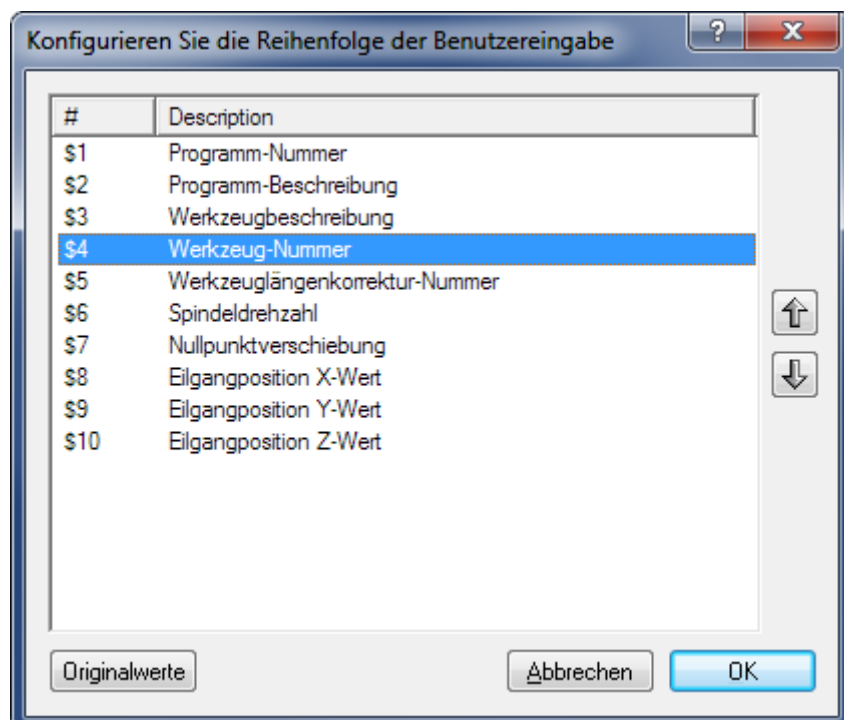 Konfigurieren Sie die Reihenfolge der Benutzereingabe ? X
# Description
$1 Programm-Nummer
$2 Programm-Beschreibung
$3 Werkzeugbeschreibung
$4 Werkzeug-Nummer
$5 Werkzeuglängenkorrektur-Nummer
$6 Spindeldrehzahl
$7 Nullpunktverschiebung
$8 Eilgangposition X-Wert
$9 Eilgangposition Y-Wert
$10 Eilgangposition Z-Wert
Originalwerte Abbrechen OK